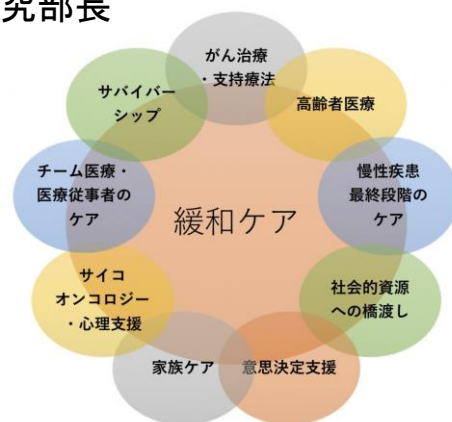 究部長
がん治療
・支持療法
高齢者医療
慢性疾患
最終段階の
ケア
社会的資源
への橋渡し
意思決定支援
家族ケア
サイコ
オンコロジー
・心理支援
チーム医療・
医療従事者の
ケア
サバイバー
シップ
緩和ケア